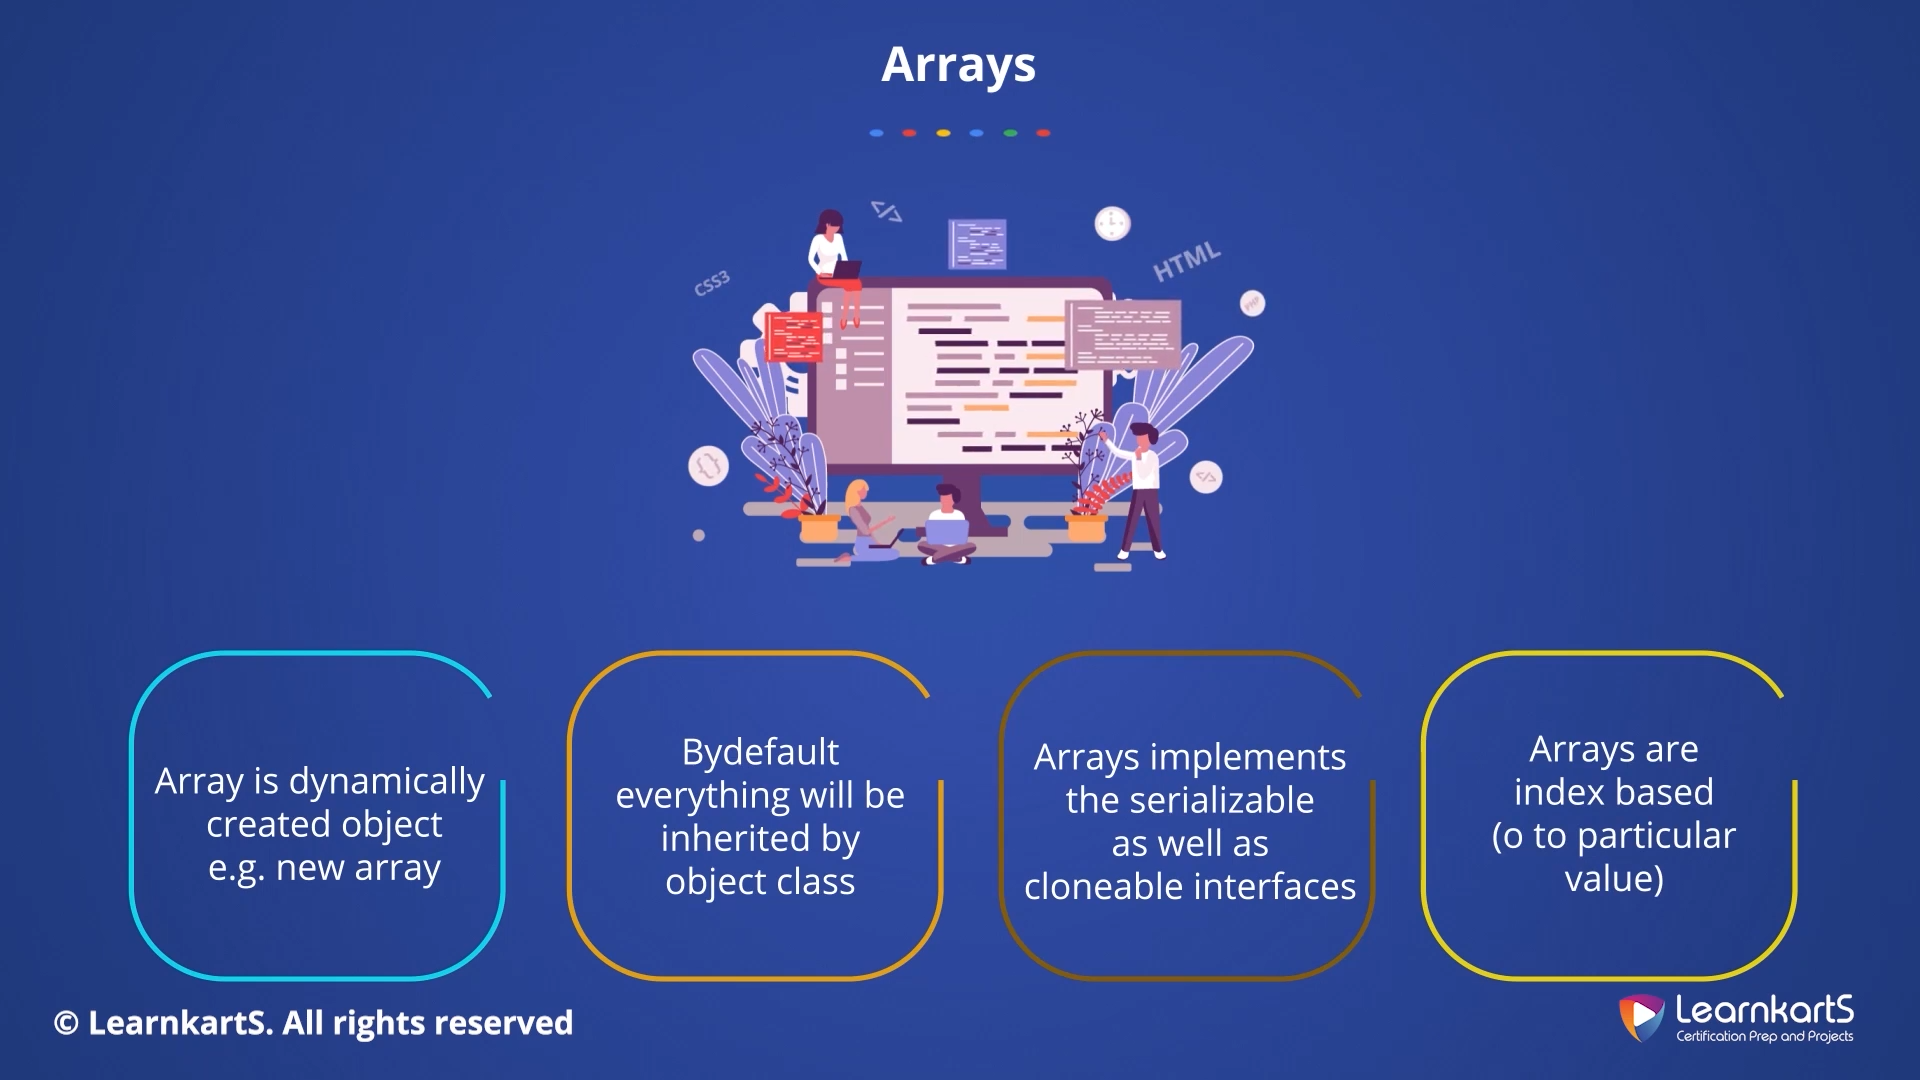 Arrays
</>
CSS3
HTML
PHP
{}
</>
Array is dynamically
created object
e.g. new array
Bydefault
everything will be
inherited by
object class
Arrays implements
the serializable
as well as
cloneable interfaces
Arrays are
index based
(o to particular
value)
© LearnkartS. All rights reserved
LearnkartS
Certification Prep and Projects